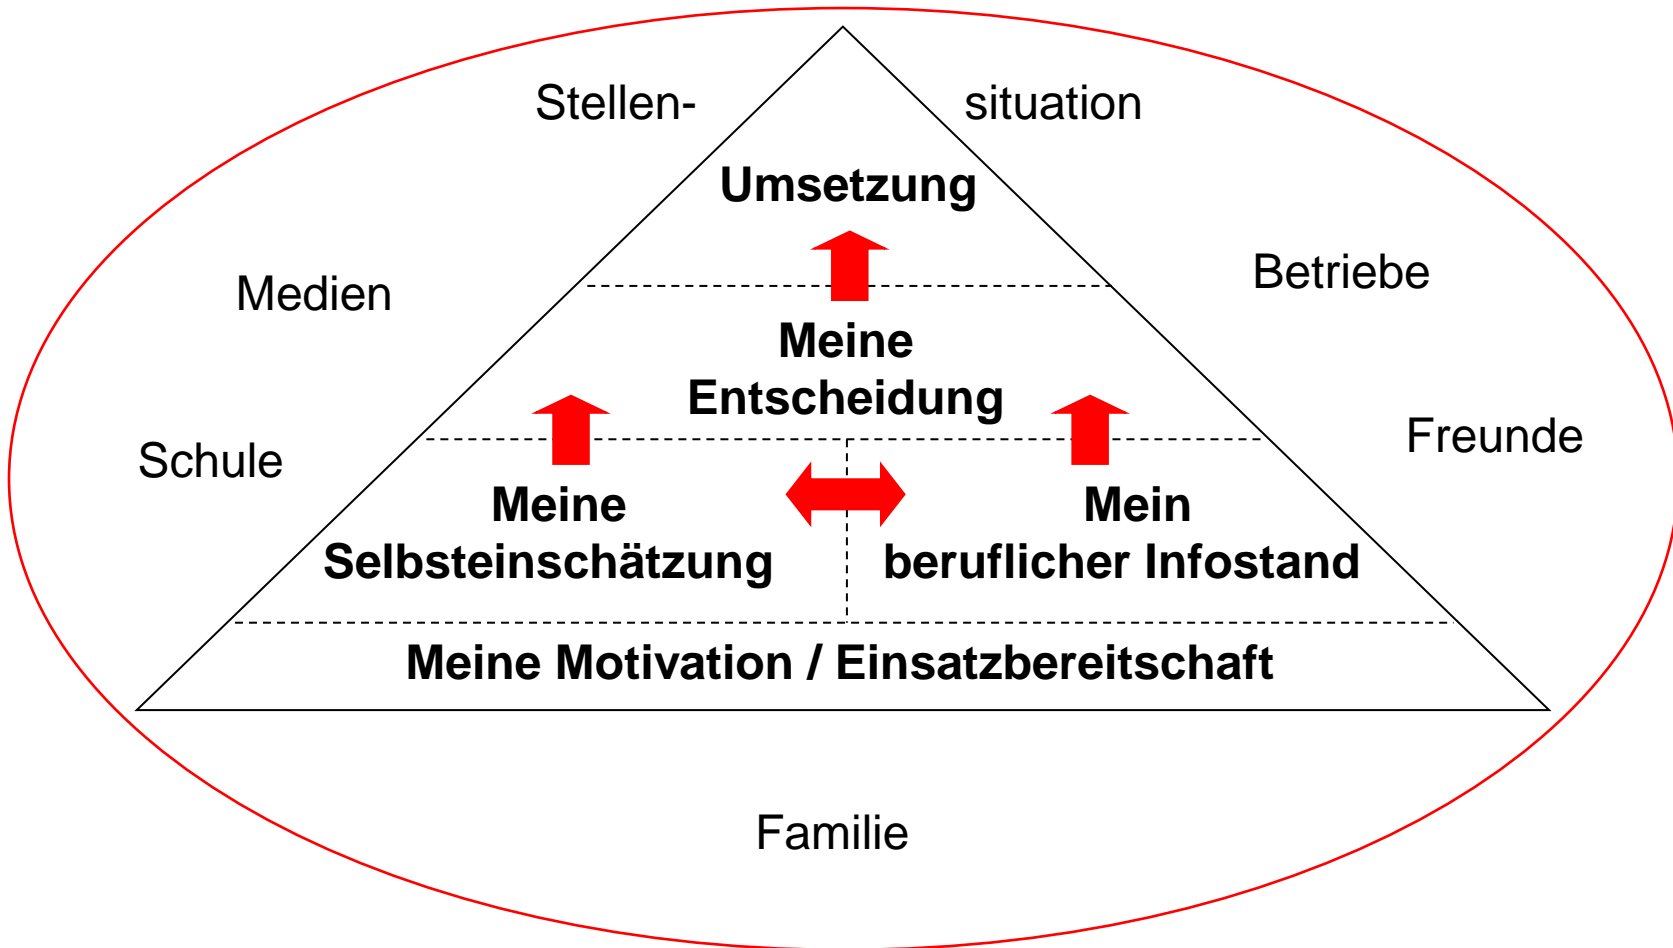 Stellen- situation
Umsetzung
Medien
Betriebe
Meine
Entscheidung
Schule
Freunde
Meine
Selbsteinschätzung
Mein
beruflicher Infostand
Meine Motivation / Einsatzbereitschaft
Familie